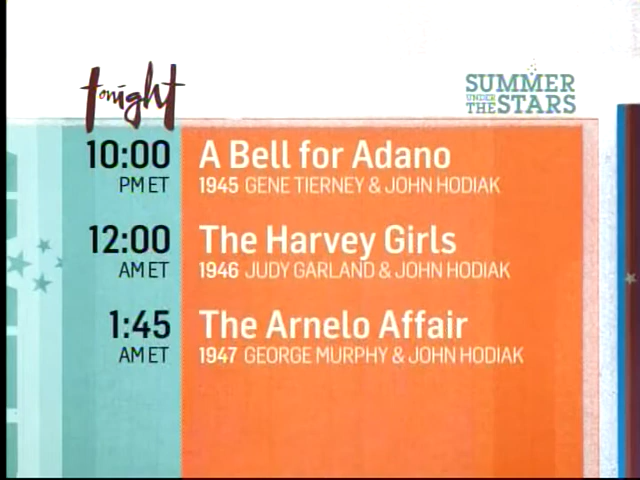 tonight
SUMMER
UNDER
THE STARS
10:00
PM ET
A Bell for Adano
1945 GENE TIERNEY & JOHN HODIAK
12:00
AM ET
The Harvey Girls
1946 JUDY GARLAND & JOHN HODIAK
1:45
AM ET
The Arnelo Affair
1947 GEORGE MURPHY & JOHN HODIAK